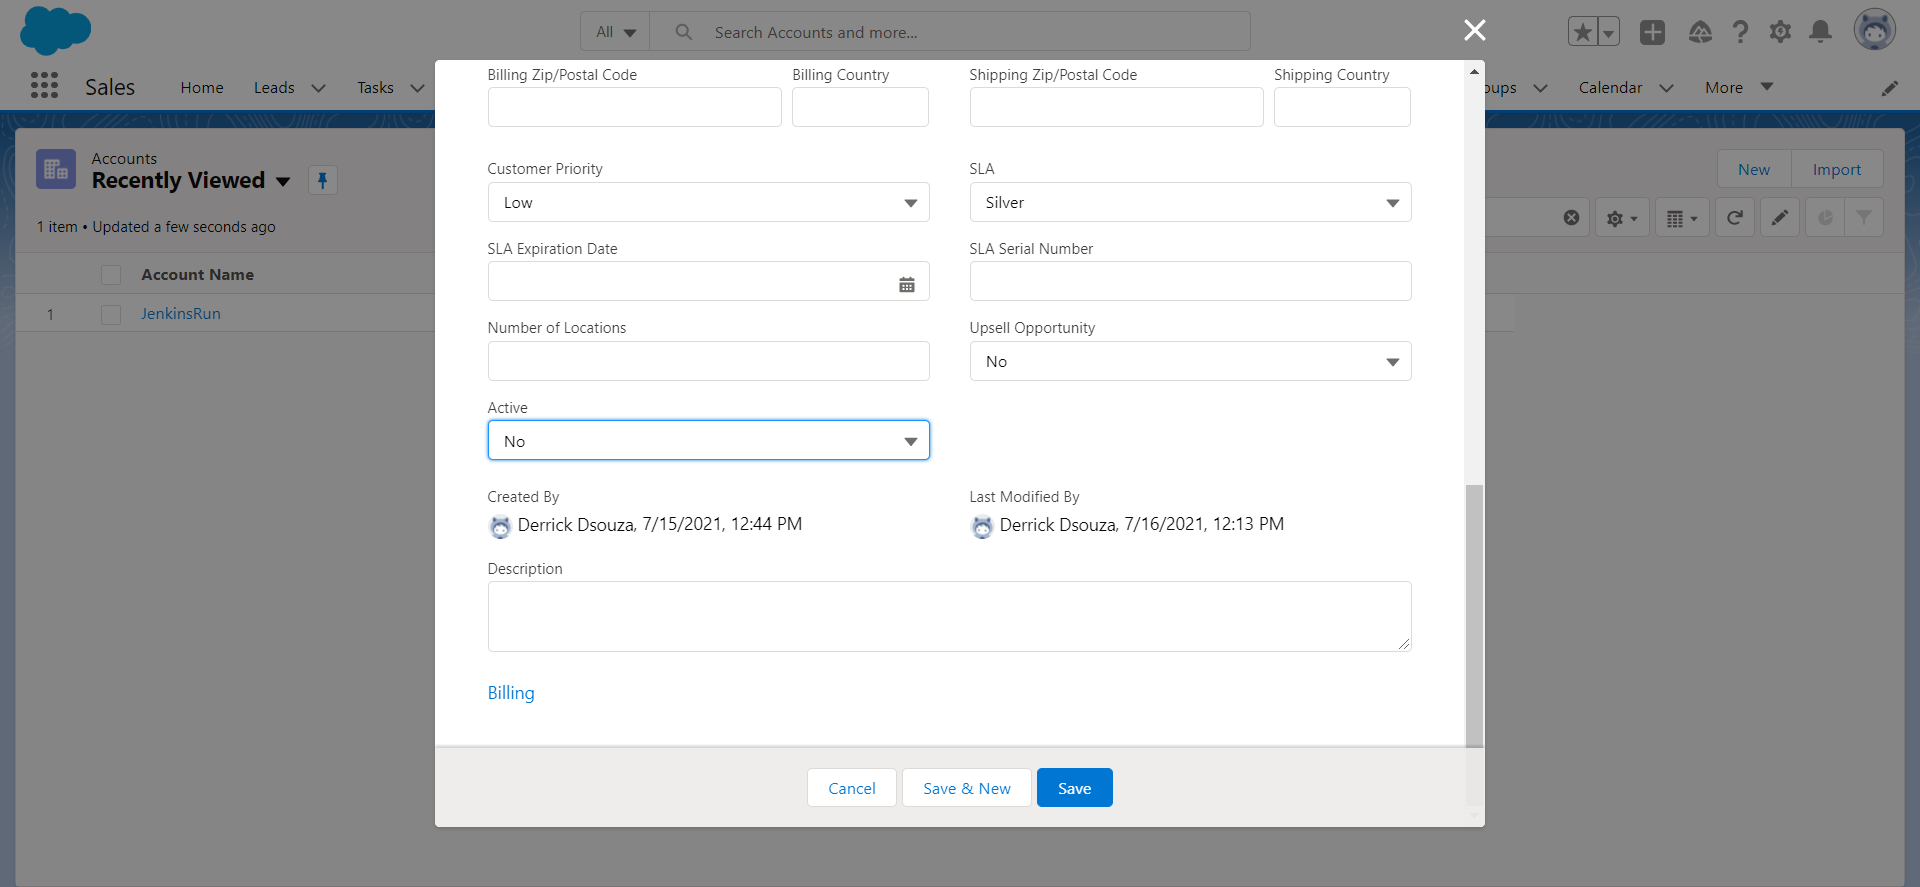 All
Search Accounts and more...
Sales
Home
Leads
Tasks
oups
Calendar
More
Accounts
Recently Viewed
1 item • Updated a few seconds ago
New
Import
Account Name
1
JenkinsRun
Billing Zip/Postal Code
Billing Country
Shipping Zip/Postal Code
Shipping Country
Customer Priority
SLA
Low
Silver
SLA Expiration Date
SLA Serial Number
Number of Locations
Upsell Opportunity
No
Active
No
Created By
Last Modified By
Derrick Dsouza, 7/15/2021, 12:44 PM
Derrick Dsouza, 7/16/2021, 12:13 PM
Description
Billing
Cancel
Save & New
Save